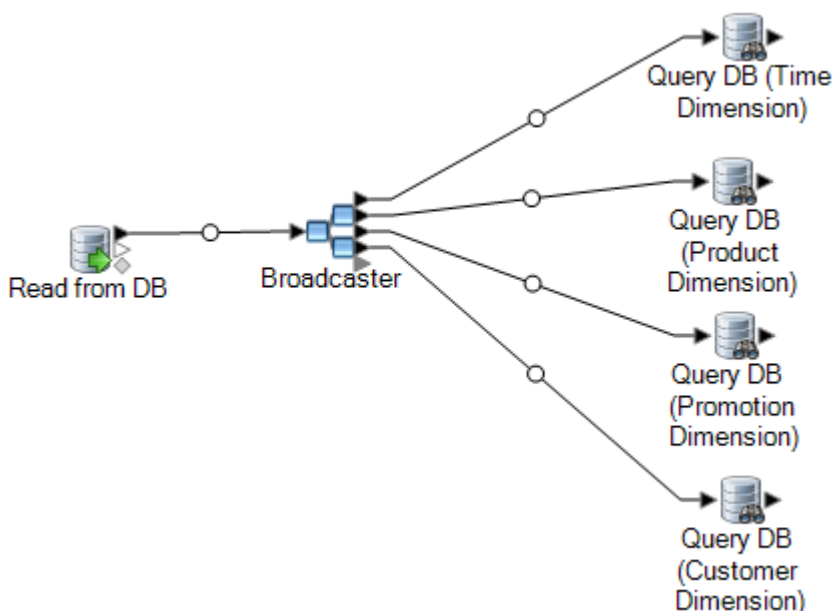 Query DB (Time
Dimension)
Query DB
(Product
Dimension)
Read from DB
Broadcaster
Query DB
(Promotion
Dimension)
Query DB
(Customer
Dimension)